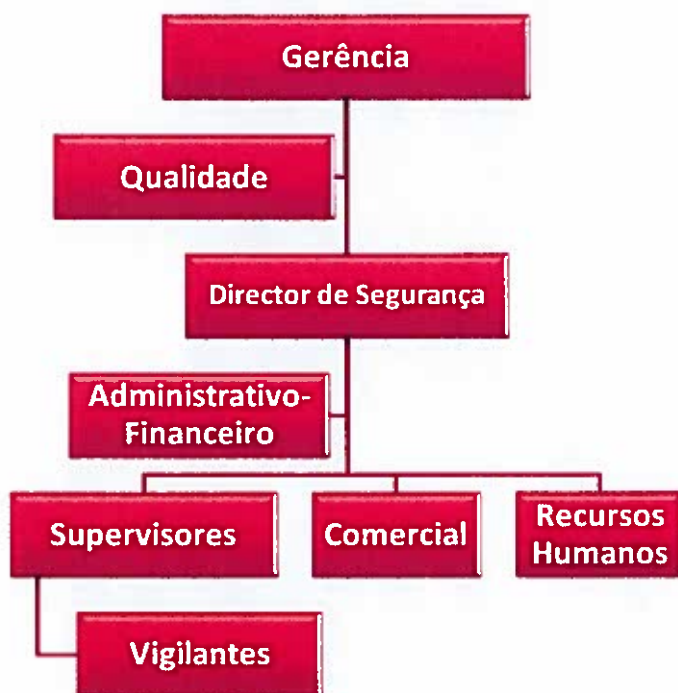 Gerência
Qualidade
Director de Segurança
Administrativo-
Financeiro
Supervisores
Comercial
Recursos
Humanos
Vigilantes